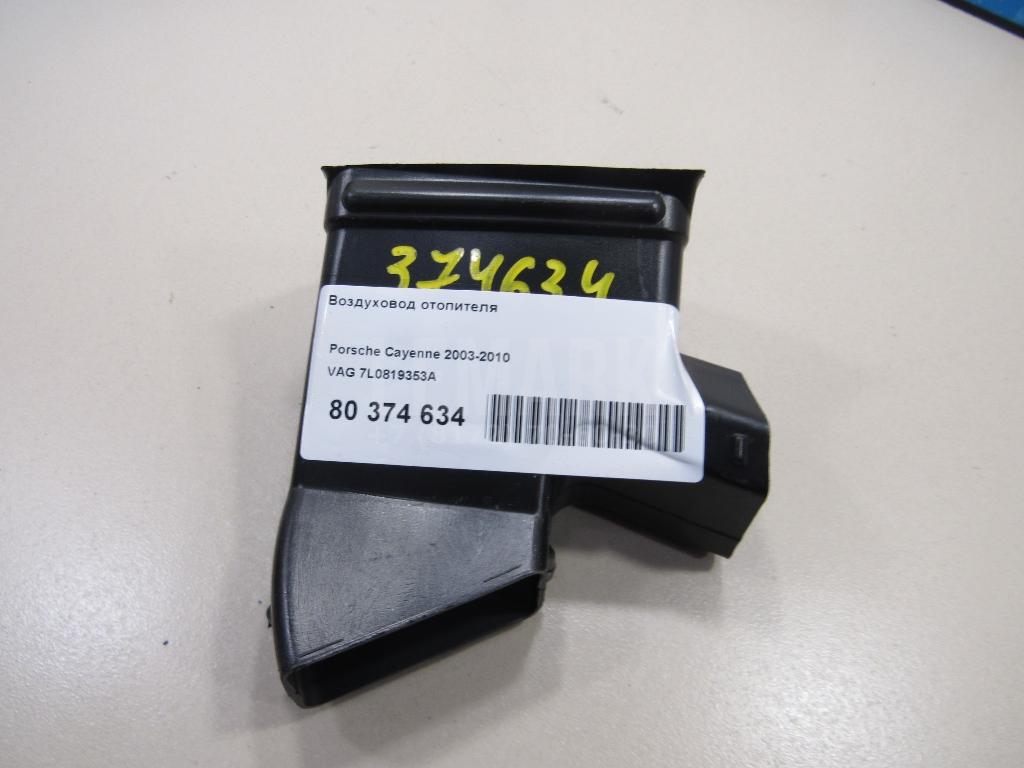 374634
Воздуховод отопителя
Porsche Cayenne 2003-2010
VAG 7L0819353A
80 374 634